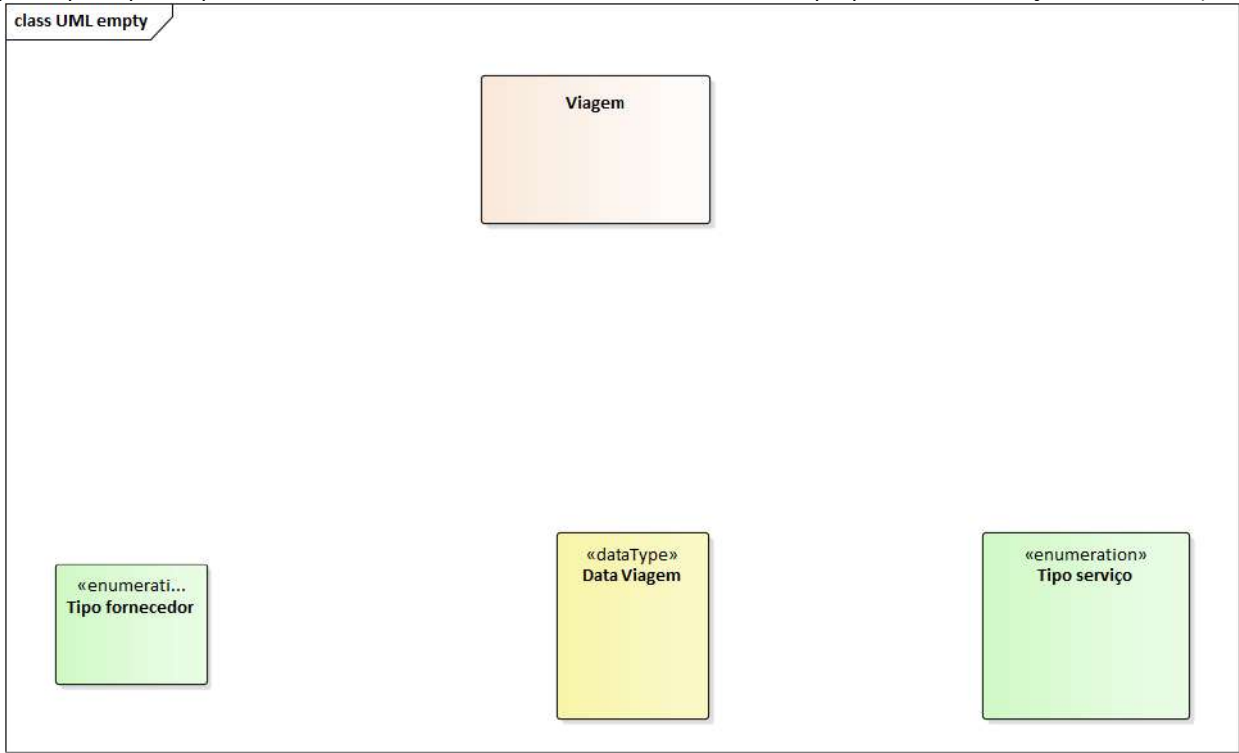 class UML empty
Viagem
«enumerati...
Tipo fornecedor
«dataType»
Data Viagem
«enumeration»
Tipo serviço